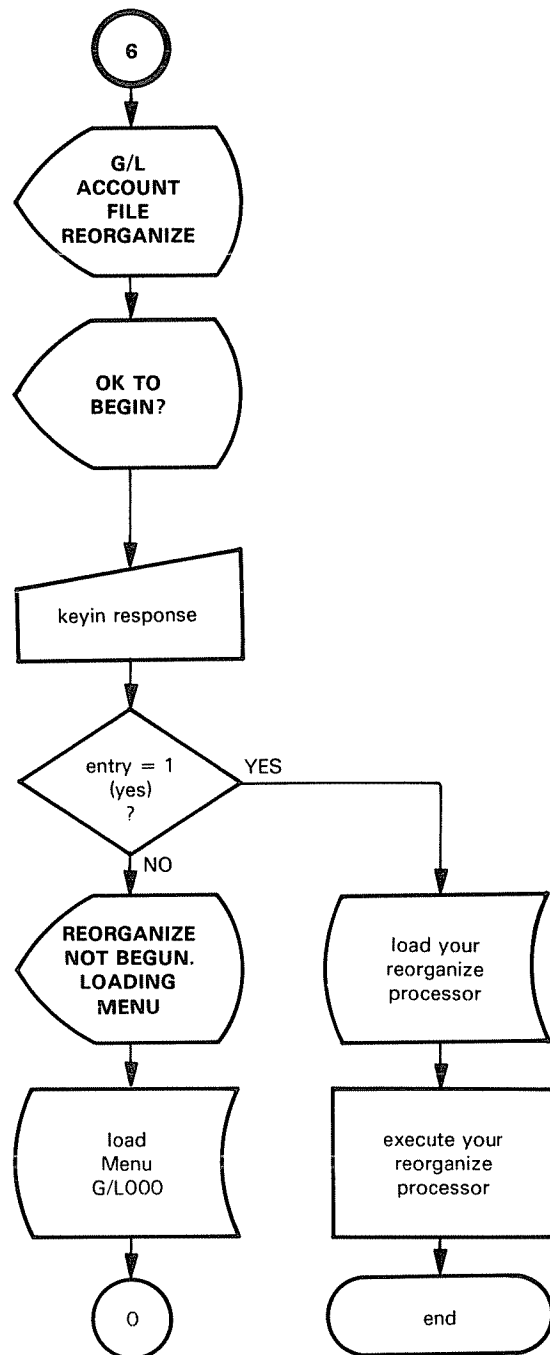 6
G/L
ACCOUNT
FILE
REORGANIZE
OK TO
BEGIN?
keyin response
entry = 1
(yes)
?
YES
NO
REORGANIZE
NOT BEGUN.
LOADING
MENU
load your
reorganize
processor
load
Menu
G/L000
execute your
reorganize
processor
0
end